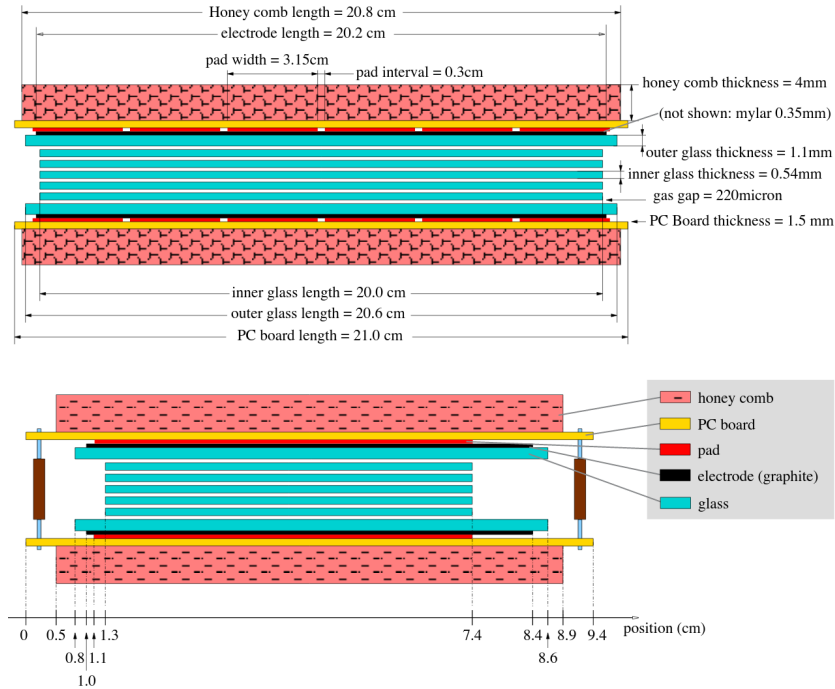 Honey comb length = 20.8 cm
electrode length = 20.2 cm
pad width = 3.15cm
pad interval = 0.3cm
honey comb thickness = 4mm
(not shown: mylar 0.35mm)
outer glass thickness = 1.1mm
inner glass thickness = 0.54mm
gas gap = 220micron
PC Board thickness = 1.5 mm
inner glass length = 20.0 cm
outer glass length = 20.6 cm
PC board length = 21.0 cm
honey comb
PC board
pad
electrode (graphite)
glass
0 0.5 1.3 7.4 8.4 8.9 9.4 position (cm)
0.8 1.1 8.6
1.0